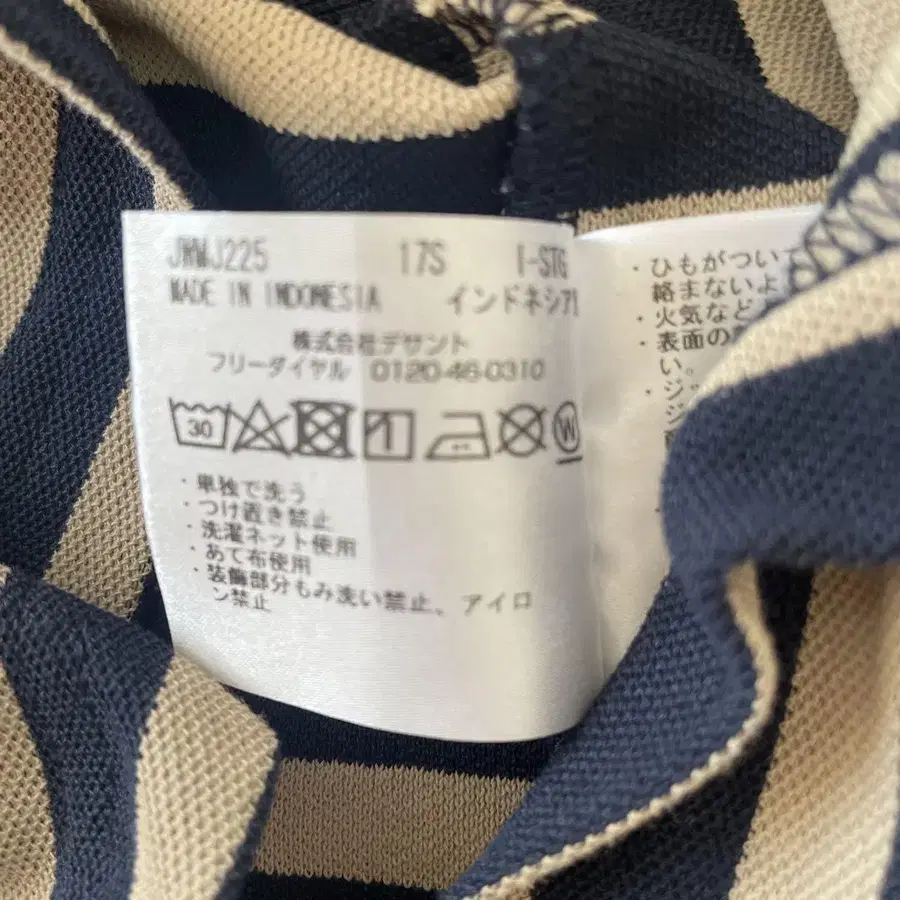 JWMJ225 17S I-STG
MADE IN INDONESIA インドネシア
株式会社デサント
フリーダイヤル 0120-46-0310
30 1 W
・単独で洗う
・つけ置き禁止
・洗濯ネット使用
・あて布使用
・装飾部分もみ洗い禁止、アイロ
ン禁止
・ひもがついて
絡まないよ
・火気など
・表面の
い。
・ジ
ジ